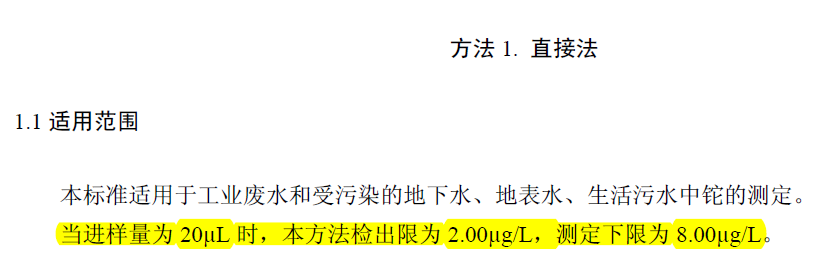 方法 1. 直接法
1.1 适用范围
本标准适用于工业废水和受污染的地下水、地表水、生活污水中铊的测定。
当进样量为 20μL 时，本方法检出限为 2.00μg/L，测定下限为 8.00μg/L。